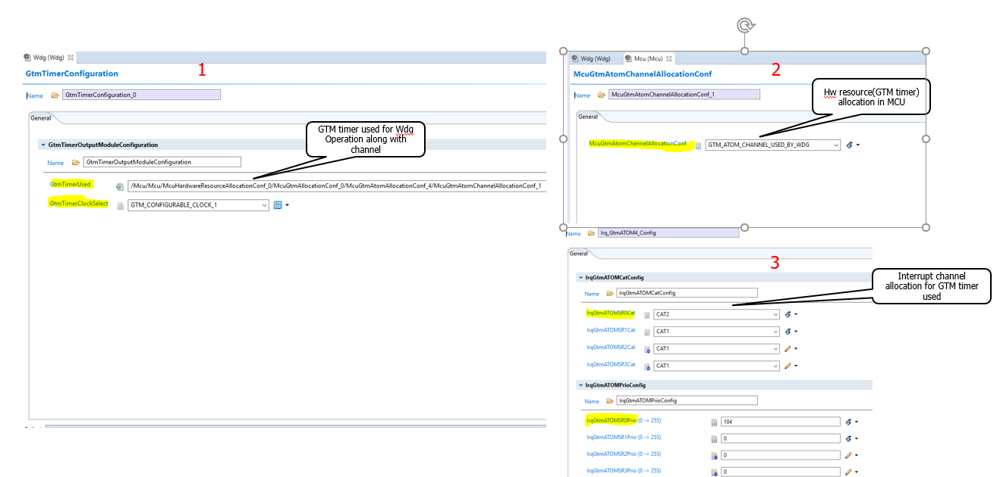 Wdg (Wdg)
1
GtmTimerConfiguration
Name GtmTimerConfiguration_0
General
GTM timer used for Wdg
Operation along with
channel
GtmTimerOutputModuleConfiguration
Name GtmTimerOutputModuleConfiguration
GtmTimerUsed /Mcu/Mcu/McuHardwareResourceAllocationConf_0/McuGtmAllocationConf_0/McuGtmAtomAllocationConf_4/McuGtmAtomChannelAllocationConf_1
GtmTimerClockSelect GTM_CONFIGURABLE_CLOCK_1
Wdg (Wdg) Mcu (Mcu)
2
McuGtmAtomChannelAllocationConf
Name McuGtmAtomChannelAllocationConf_1
Hw resource(GTM timer)
allocation in MCU
General
McuGtmAtomChannelAllocationConf GTM_ATOM_CHANNEL_USED_BY_WDG
Name Irq_GtmATOM4_Config
General
3
Interrupt channel
allocation for GTM timer
used
IrqGtmATOMCatConfig
Name IrqGtmATOMCatConfig
IrqGtmATOMSR0Cat CAT2
IrqGtmATOMSR1Cat CAT1
IrqGtmATOMSR2Cat CAT1
IrqGtmATOMSR3Cat CAT1
IrqGtmATOMPrioConfig
Name IrqGtmATOMPrioConfig
IrqGtmATOMSR0Prio (0 -> 255) 104
IrqGtmATOMSR1Prio (0 -> 255) 0
IrqGtmATOMSR2Prio (0 -> 255) 0
IrqGtmATOMSR3Prio (0 -> 255) 0